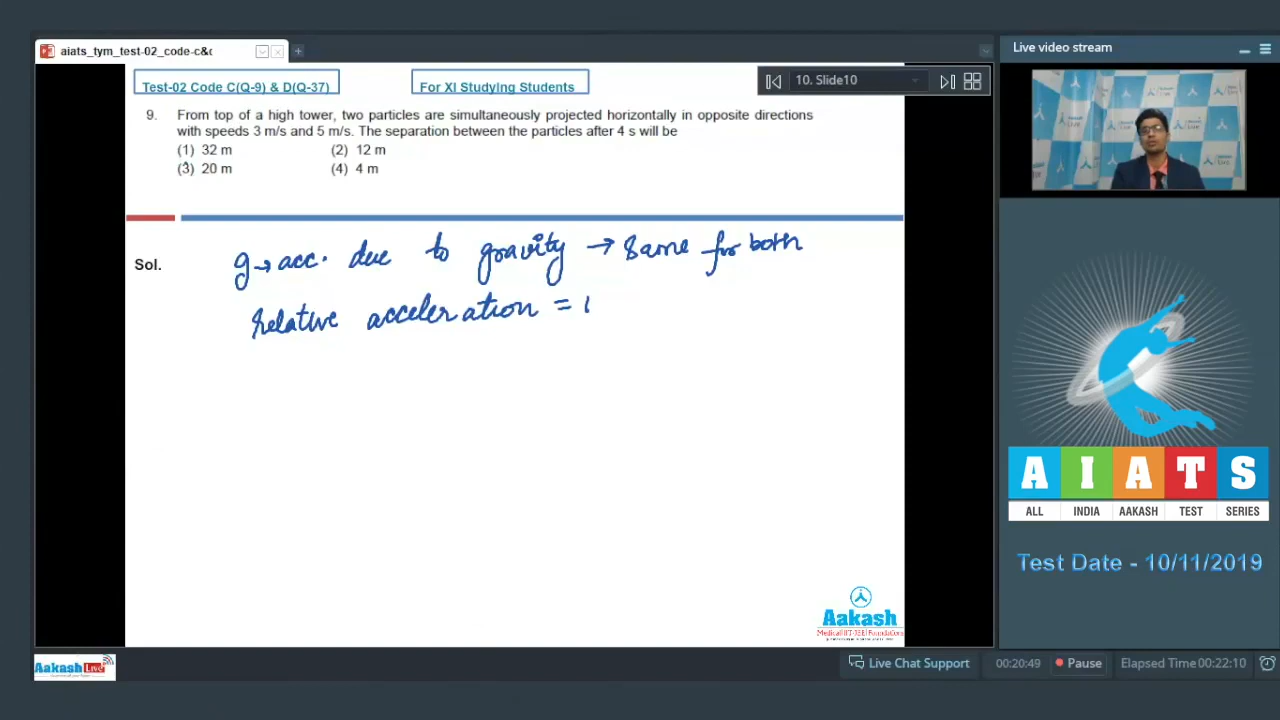 aiats_tym_test-02_code-c&d
Live video stream
Test-02 Code C(Q-9) & D(Q-37)
For XI Studying Students
10. Slide10
9. From top of a high tower, two particles are simultaneously projected horizontally in opposite directions
with speeds 3 m/s and 5 m/s. The separation between the particles after 4 s will be
(1) 32 m (2) 12 m
(3) 20 m (4) 4 m
Sol. g → acc. due to gravity → same for both
relative acceleration =
AIATS
ALL INDIA AAKASH TEST SERIES
Test Date - 10/11/2019
Aakash
Medical|IIT-JEE|Foundations
Aakash Live
Live Chat Support
00:20:49
Pause
Elapsed Time 00:22:10